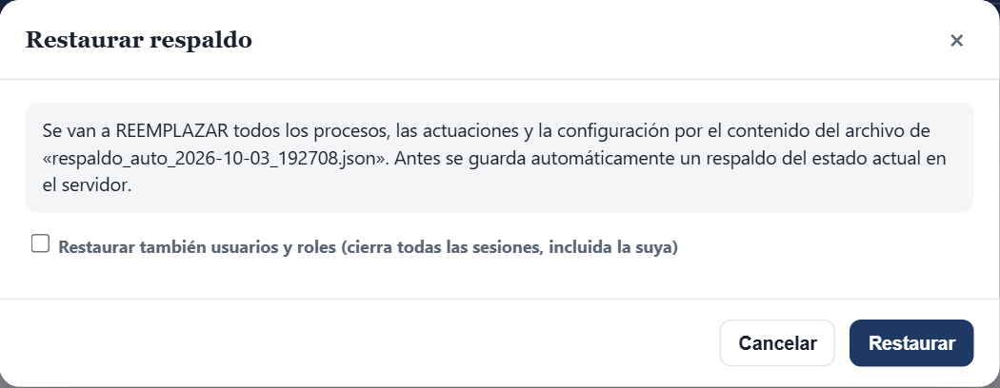 Restaurar respaldo
×
Se van a REEMPLAZAR todos los procesos, las actuaciones y la configuración por el contenido del archivo de
«respaldo_auto_2026-10-03_192708.json». Antes se guarda automáticamente un respaldo del estado actual en
el servidor.
Restaurar también usuarios y roles (cierra todas las sesiones, incluida la suya)
Cancelar
Restaurar